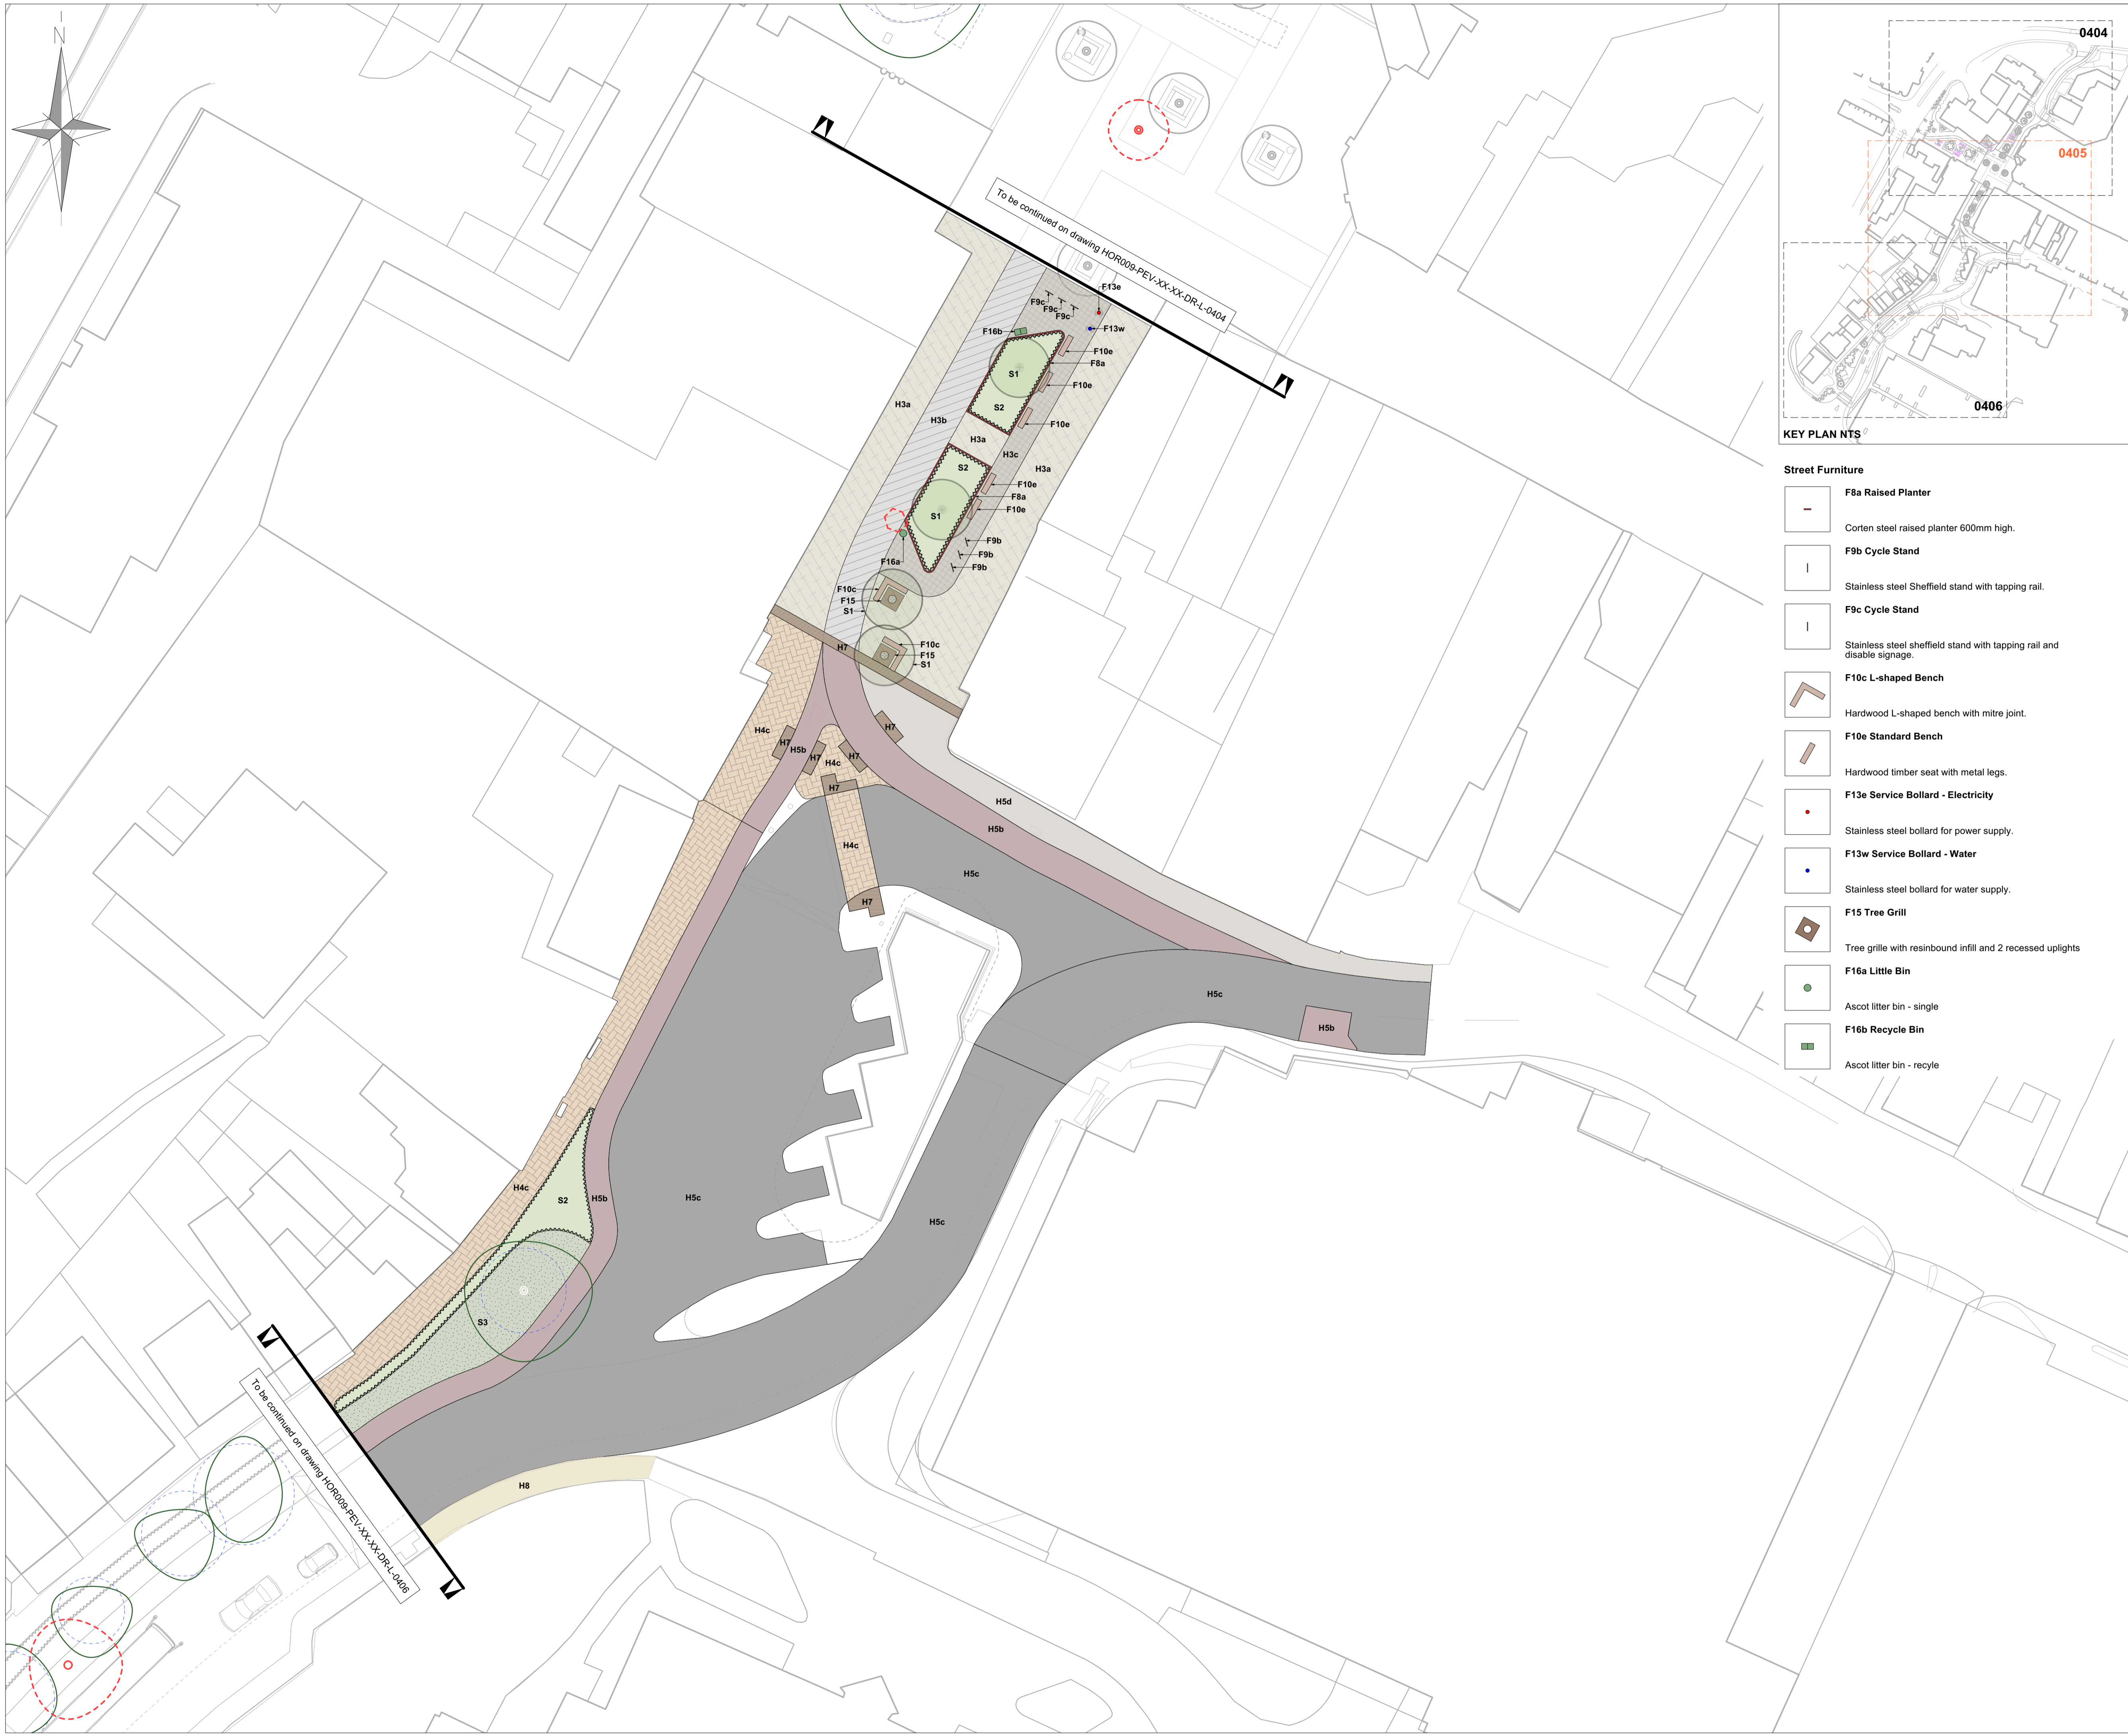 N
To be continued on drawing HOR009-PEV-XX-XX-DR-L-0404
F13e
F9c
F9c
F9c
F13w
F16b
F10e
F8a
S1
F10e
H3a
S2
H3b
F10e
H3a
H3c
S2
H3a
F10e
F8a
F10e
S1
F9b
F9b
F16a
F9b
F10c
F15
S1
H7
F10c
F15
S1
H4c
H7
H7
H5b
H7
H7
H4c
H7
H5d
H5b
H4c
H5c
H7
H5c
H5b
H4c
S2
H5b
H5c
H5c
S3
To be continued on drawing HOR009-PEV-XX-XX-DR-L-0406
H8
0404
0405
0406
KEY PLAN NTS
Street Furniture
F8a Raised Planter
Corten steel raised planter 600mm high.
F9b Cycle Stand
Stainless steel Sheffield stand with tapping rail.
F9c Cycle Stand
Stainless steel sheffield stand with tapping rail and
disable signage.
F10c L-shaped Bench
Hardwood L-shaped bench with mitre joint.
F10e Standard Bench
Hardwood timber seat with metal legs.
F13e Service Bollard - Electricity
Stainless steel bollard for power supply.
F13w Service Bollard - Water
Stainless steel bollard for water supply.
F15 Tree Grill
Tree grille with resinbound infill and 2 recessed uplights
F16a Little Bin
Ascot litter bin - single
F16b Recycle Bin
Ascot litter bin - recyle